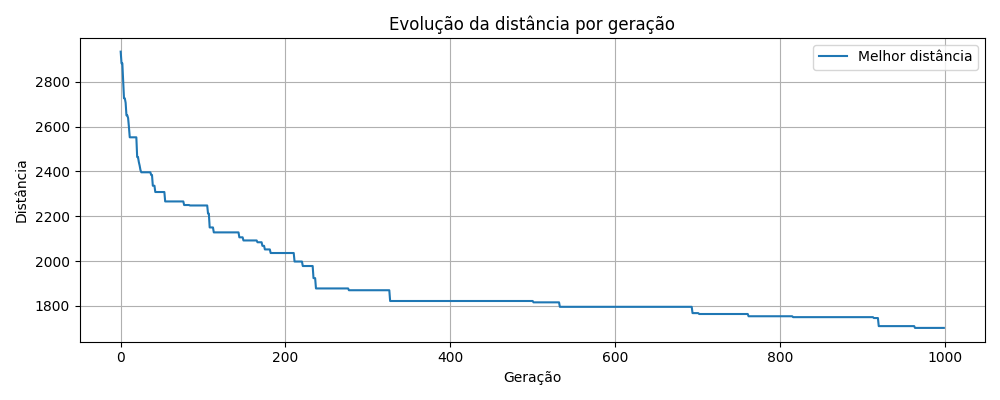 Evolução da distância por geração
Melhor distância
Distância
2800
2600
2400
2200
2000
1800
0 200 400 600 800 1000
Geração